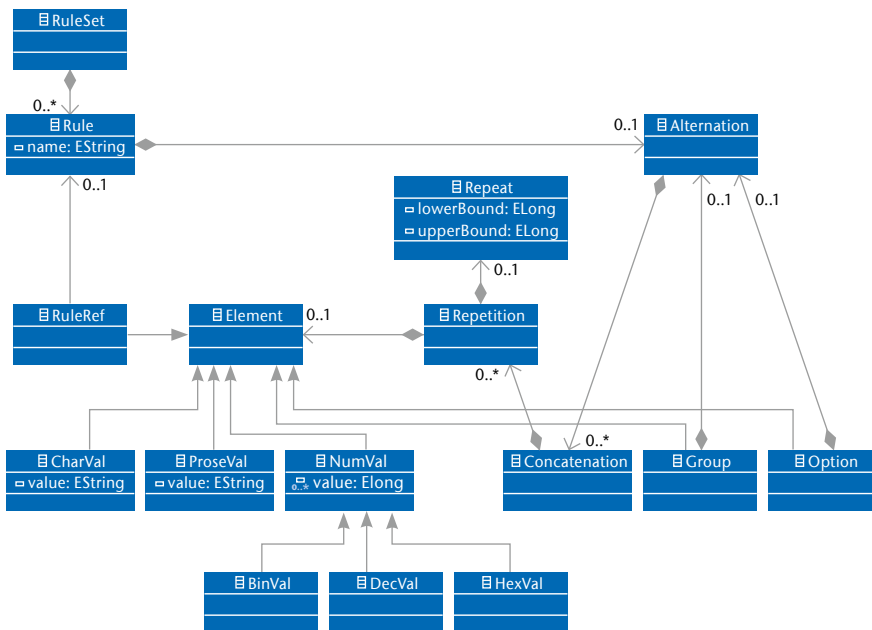 RuleSet
0..*
Rule
name: EString
0..1
Alternation
0..1
Repeat
lowerBound: ELong
upperBound: ELong
0..1
0..1
0..1
RuleRef
Element
0..1
Repetition
0..*
0..*
CharVal
value: EString
ProseVal
value: EString
NumVal
0..* value: Elong
Concatenation
Group
Option
BinVal
DecVal
HexVal